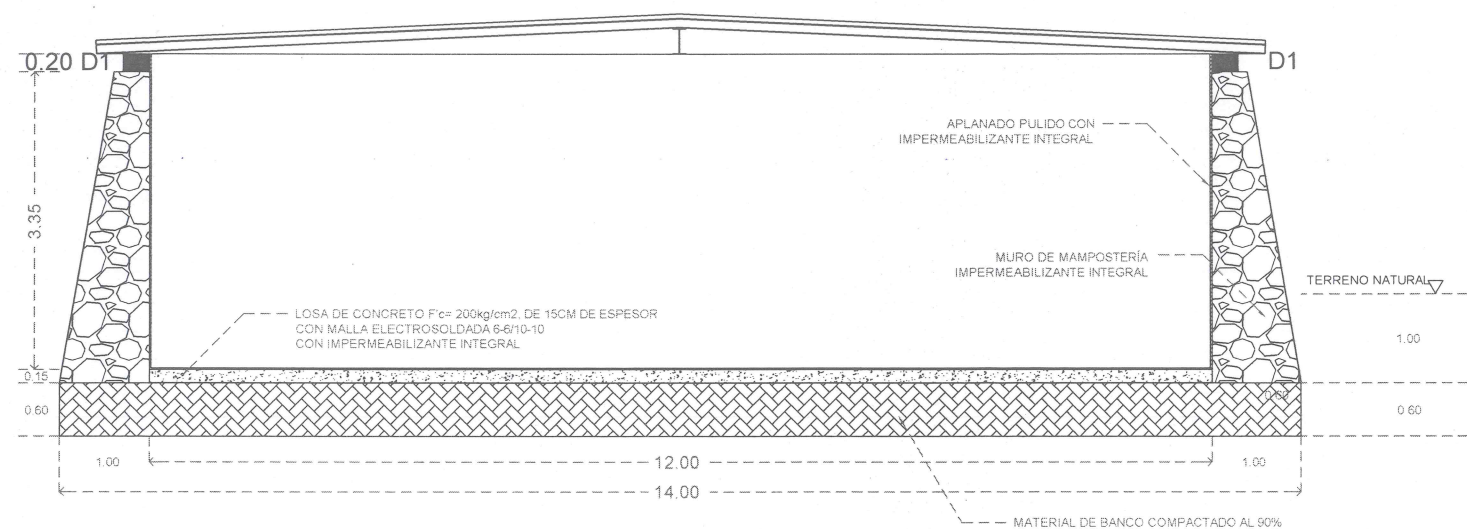 0.20 D1
D1
3.35
APLANADO PULIDO CON
IMPERMEABILIZANTE INTEGRAL
MURO DE MAMPOSTERÍA
IMPERMEABILIZANTE INTEGRAL
TERRENO NATURAL
LOSA DE CONCRETO F'c= 200kg/cm2, DE 15CM DE ESPESOR
CON MALLA ELECTROSOLDADA 6-6/10-10
CON IMPERMEABILIZANTE INTEGRAL
1.00
0.15
0.60
0.60
0.60
1.00
12.00
1.00
14.00
MATERIAL DE BANCO COMPACTADO AL 90%